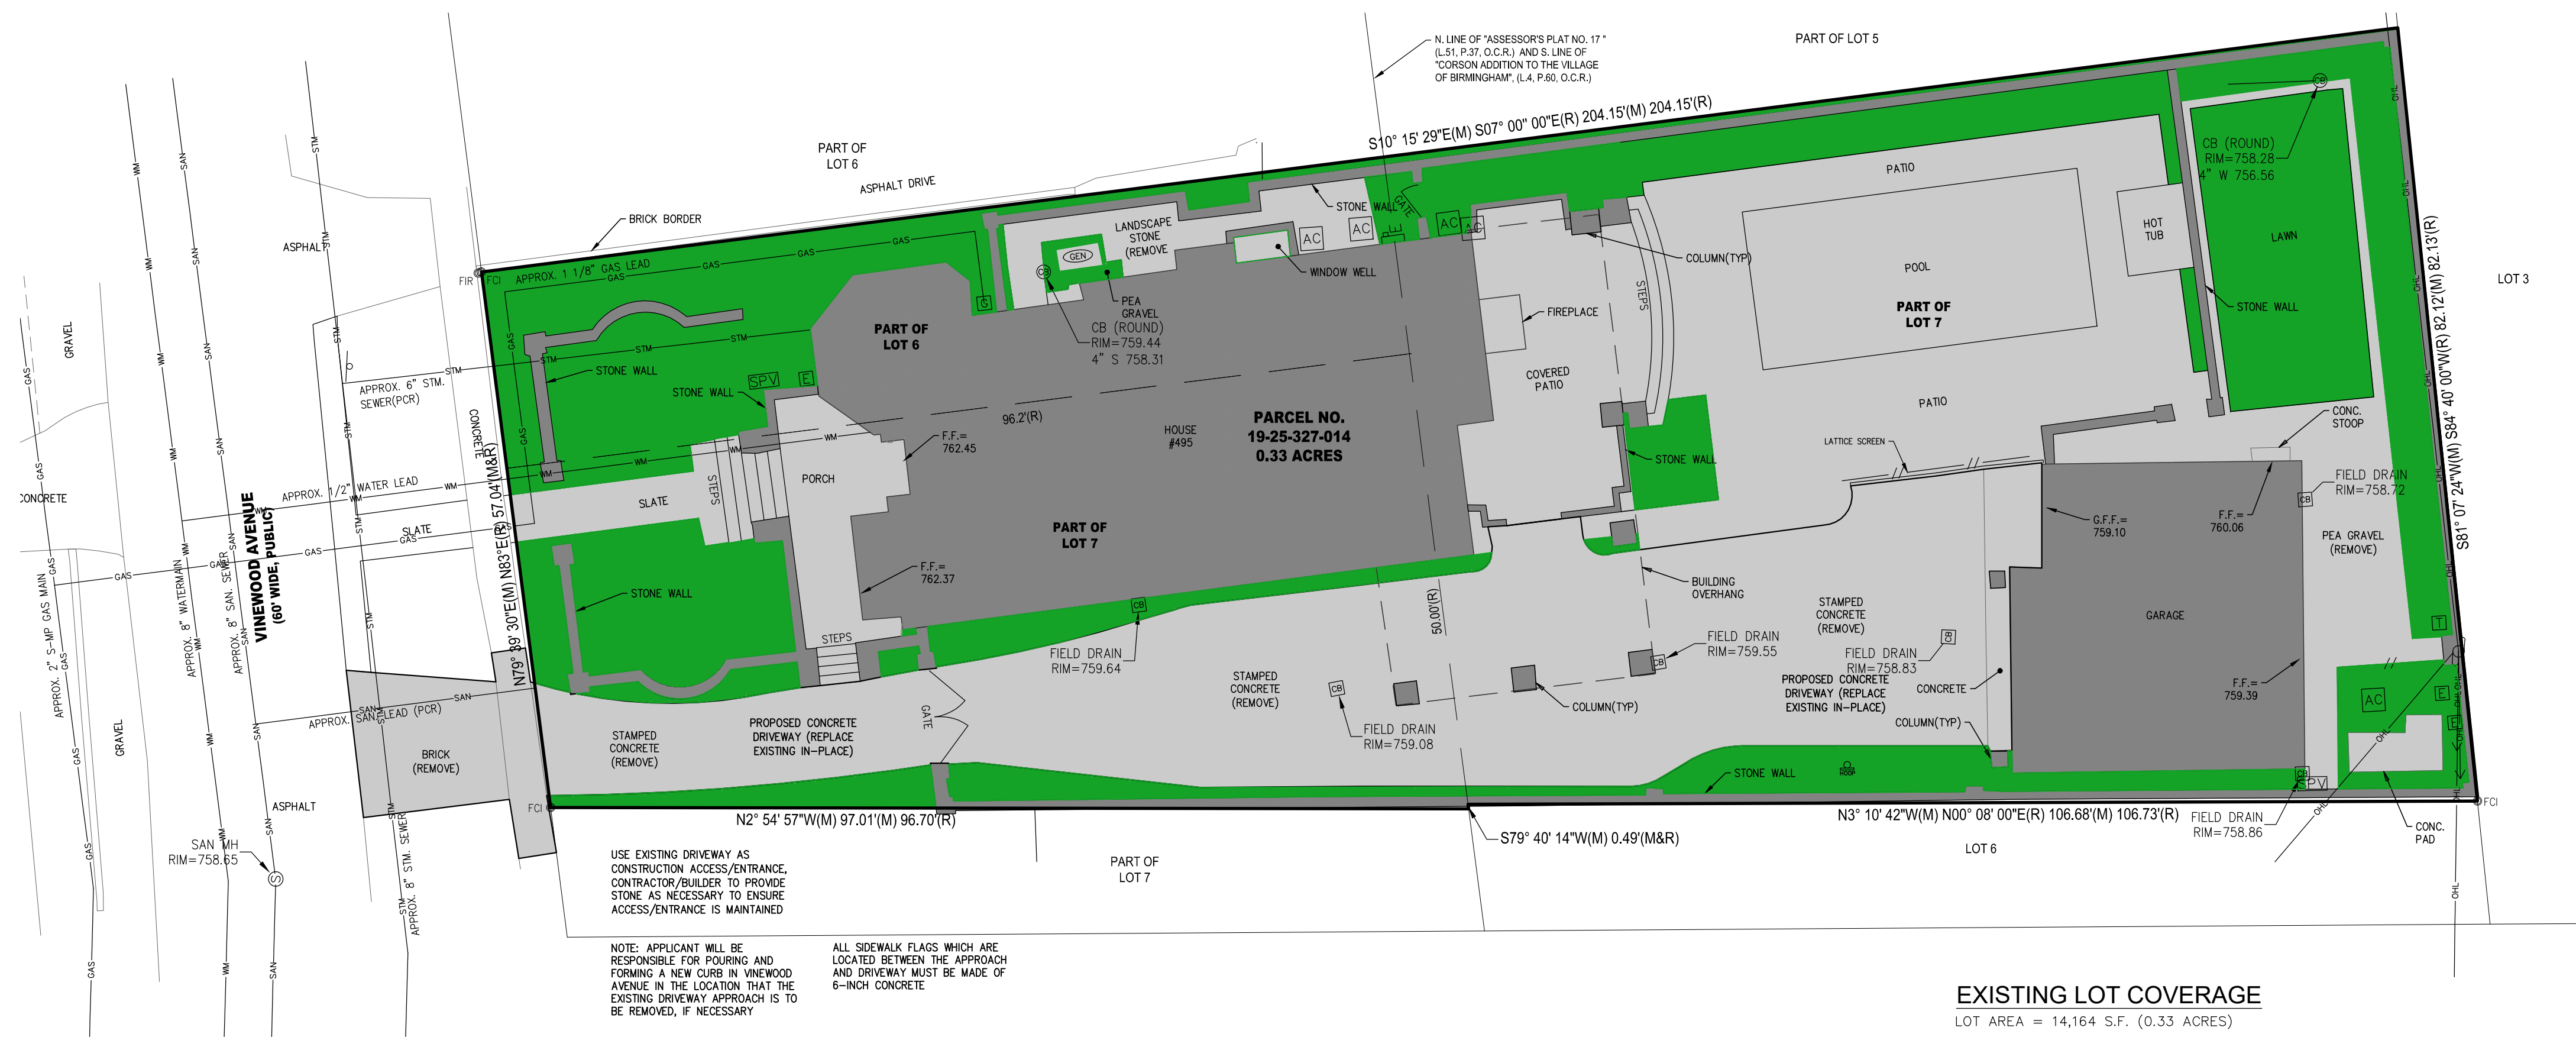 N. LINE OF "ASSESSOR'S PLAT NO. 17 "
(L.51, P.37, O.C.R.) AND S. LINE OF
"CORSON ADDITION TO THE VILLAGE
OF BIRMINGHAM", (L.4, P.60, O.C.R.)
PART OF LOT 5
S10° 15' 29"E(M) S07° 00' 00"E(R) 204.15'(M) 204.15'(R)
PART OF
LOT 6
ASPHALT DRIVE
BRICK BORDER
ASPHALT
FIR
FCI
APPROX. 1 1/8" GAS LEAD
LANDSCAPE
STONE
(REMOVE
GEN
CB
STONE WALL
GATE
AC
AC
AC
AC
E
WINDOW WELL
PEA
GRAVEL
CB (ROUND)
RIM=759.44
4" S 758.31
G
COLUMN(TYP)
STEPS
FIREPLACE
COVERED
PATIO
PATIO
POOL
PART OF
LOT 7
HOT
TUB
PATIO
CB
CB (ROUND)
RIM=758.28
4" W 756.56
LAWN
STONE WALL
LOT 3
S81° 07' 24"W(M) S84° 40' 00"W(R) 82.12'(M) 82.13'(R)
OHL
GRAVEL
CONCRETE
GAS
WM
SAN
STM
APPROX. 6" STM.
SEWER(PCR)
CONCRETE
STONE WALL
SPV
E
STONE WALL
PART OF
LOT 6
96.2'(R)
HOUSE
#495
PARCEL NO.
19-25-327-014
0.33 ACRES
F.F.=
762.45
PORCH
STEPS
SLATE
SLATE
APPROX. 1/2" WATER LEAD
VINEWOOD AVENUE
(60' WIDE, PUBLIC)
N79° 39' 30"E(M) N83°E(R) 57.04'(M&R)
APPROX. 2" S-MP GAS MAIN
APPROX. 8" WATERMAIN
APPROX. 8" SAN. SEWER
GRAVEL
PART OF
LOT 7
F.F.=
762.37
STONE WALL
STEPS
CB
FIELD DRAIN
RIM=759.64
STONE WALL
LATTICE SCREEN
CONC.
STOOP
CB
FIELD DRAIN
RIM=758.72
G.F.F.=
759.10
F.F.=
760.06
PEA GRAVEL
(REMOVE)
BUILDING
OVERHANG
50.00'(R)
STAMPED
CONCRETE
(REMOVE)
CB
FIELD DRAIN
RIM=758.83
PROPOSED CONCRETE
DRIVEWAY (REPLACE
EXISTING IN-PLACE)
CONCRETE
COLUMN(TYP)
GARAGE
F.F.=
759.39
T
AC
E
E
CB
FIELD DRAIN
RIM=759.55
COLUMN(TYP)
STAMPED
CONCRETE
(REMOVE)
CB
FIELD DRAIN
RIM=759.08
GATE
PROPOSED CONCRETE
DRIVEWAY (REPLACE
EXISTING IN-PLACE)
STAMPED
CONCRETE
(REMOVE)
APPROX. SAN. LEAD (PCR)
BRICK
(REMOVE)
ASPHALT
FCI
SAN MH
RIM=758.65
S
APPROX. 8" STM. SEWER
STONE WALL
HOOP
CB
SPV
FCI
N2° 54' 57"W(M) 97.01'(M) 96.70'(R)
S79° 40' 14"W(M) 0.49'(M&R)
N3° 10' 42"W(M) N00° 08' 00"E(R) 106.68'(M) 106.73'(R)
FIELD DRAIN
RIM=758.86
CONC.
PAD
LOT 6
PART OF
LOT 7
USE EXISTING DRIVEWAY AS
CONSTRUCTION ACCESS/ENTRANCE,
CONTRACTOR/BUILDER TO PROVIDE
STONE AS NECESSARY TO ENSURE
ACCESS/ENTRANCE IS MAINTAINED
NOTE: APPLICANT WILL BE
RESPONSIBLE FOR POURING AND
FORMING A NEW CURB IN VINEWOOD
AVENUE IN THE LOCATION THAT THE
EXISTING DRIVEWAY APPROACH IS TO
BE REMOVED, IF NECESSARY
ALL SIDEWALK FLAGS WHICH ARE
LOCATED BETWEEN THE APPROACH
AND DRIVEWAY MUST BE MADE OF
6-INCH CONCRETE
EXISTING LOT COVERAGE
LOT AREA = 14,164 S.F. (0.33 ACRES)